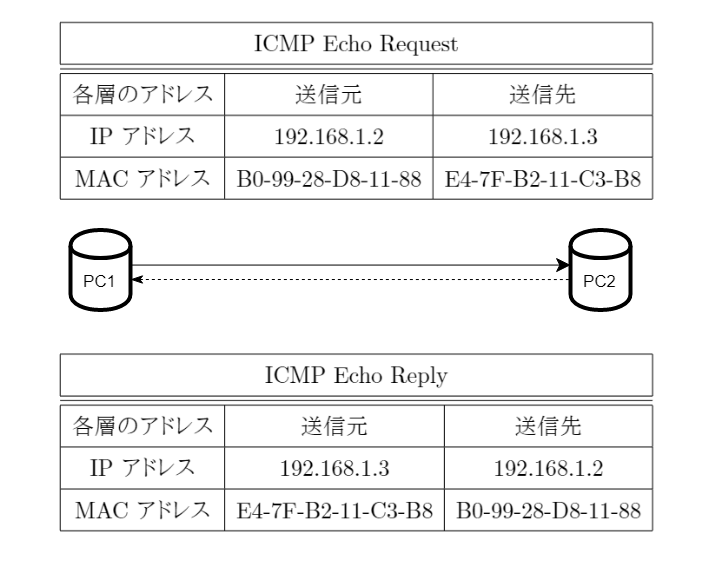 ICMP Echo Request
各層のアドレス 送信元 送信先
IP アドレス 192.168.1.2 192.168.1.3
MAC アドレス B0-99-28-D8-11-88 E4-7F-B2-11-C3-B8
PC1 PC2
ICMP Echo Reply
各層のアドレス 送信元 送信先
IP アドレス 192.168.1.3 192.168.1.2
MAC アドレス E4-7F-B2-11-C3-B8 B0-99-28-D8-11-88